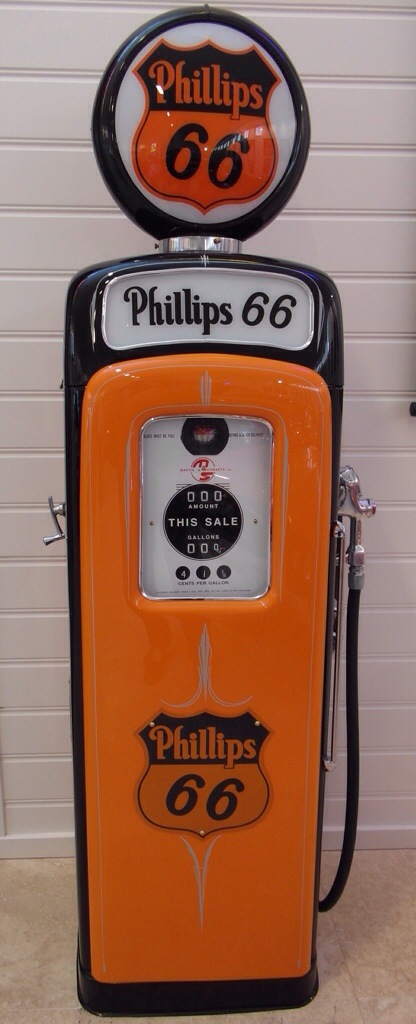 Phillips
66
Phillips 66
000
AMOUNT
THIS SALE
GALLONS
000
CENTS PER GALLON
Phillips
66